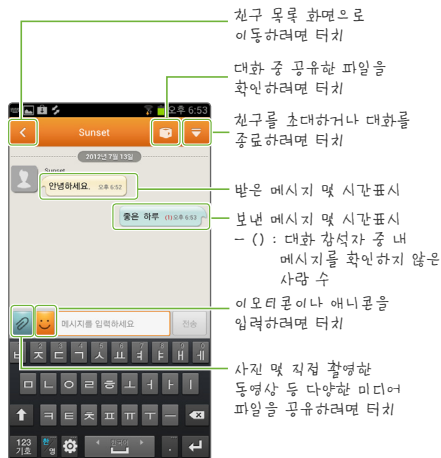 친구 목록 화면으로
이동하려면 터치
대화 중 공유한 파일을
확인하려면 터치
오후 6:53
Sunset
친구를 초대하거나 대화를
종료하려면 터치
2012년 7월 13일
Sunset
안녕하세요. 오후 6:52
받은 메시지 및 시간표시
좋은 하루 (1) 오후 6:53
보낸 메시지 및 시간표시
- () : 대화 참석자 중 내
메시지를 확인하지 않은
사람 수
메시지를 입력하세요 전송
이모티콘이나 애니콘을
입력하려면 터치
ㅂ ㅈ ㄷ ㄱ ㅅ ㅛ ㅕ ㅑ ㅐ ㅔ
사진 및 직접 촬영한
동영상 등 다양한 미디어
파일을 공유하려면 터치
ㅁ ㄴ ㅇ ㄹ ㅎ ㅗ ㅓ ㅏ ㅣ
ㅋ ㅌ ㅊ ㅍ ㅠ ㅜ ㅡ
123 한 한국어 .
기호 영